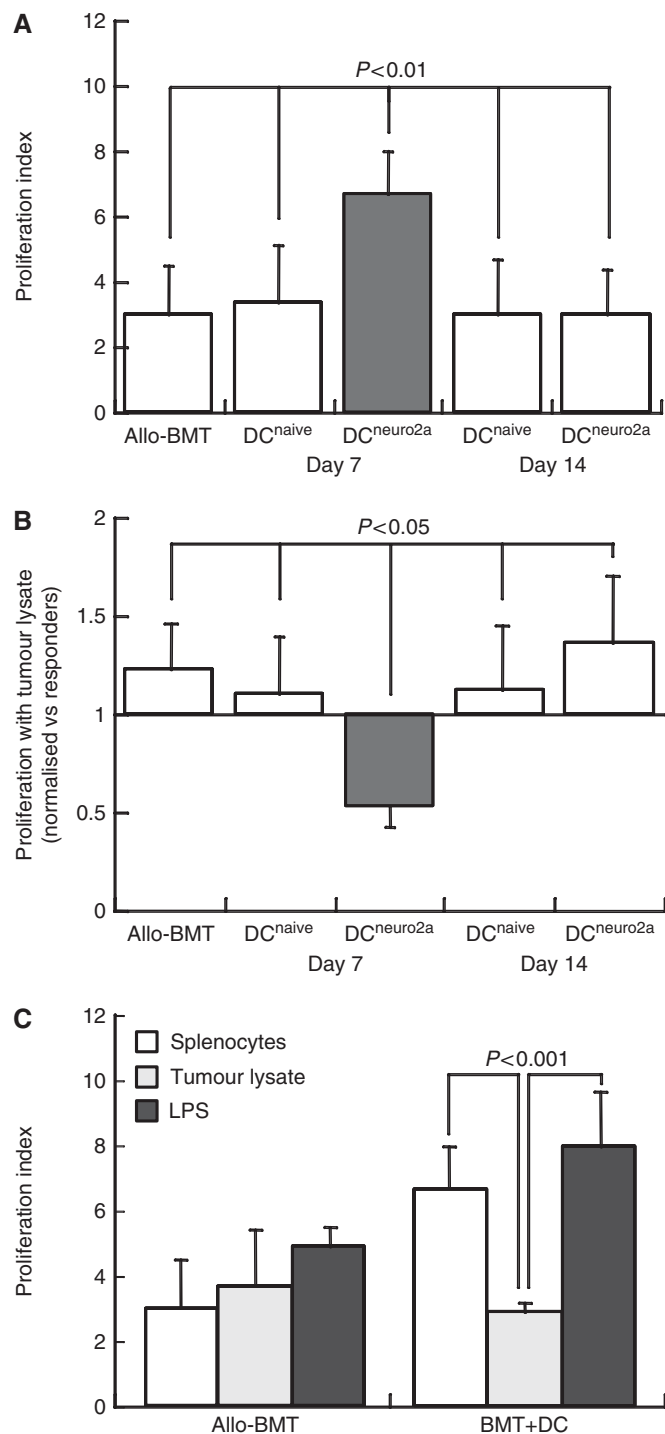 A
12
10
8
6
4
2
0
Proliferation index
P<0.01
Allo-BMT DCnaive DCneuro2a DCnaive DCneuro2a
Day 7 Day 14
B
2
1.5
1
0.5
0
Proliferation with tumour lysate
(normalised vs responders)
P<0.05
Allo-BMT DCnaive DCneuro2a DCnaive DCneuro2a
Day 7 Day 14
C
12
10
8
6
4
2
0
Proliferation index
Splenocytes
Tumour lysate
LPS
P<0.001
Allo-BMT BMT+DC